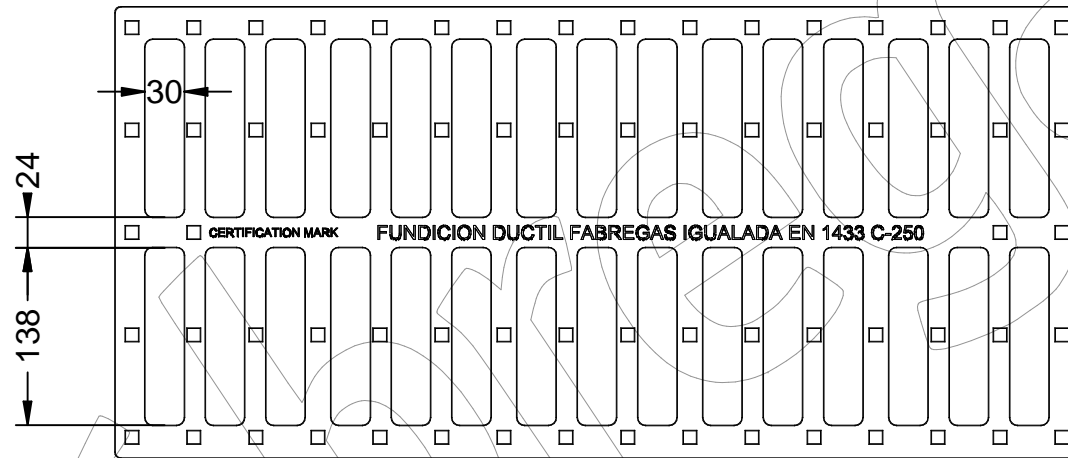 30
24
CERTIFICATION MARK FUNDICION DUCTIL FABREGAS IGUALADA EN 1433 C-250
138